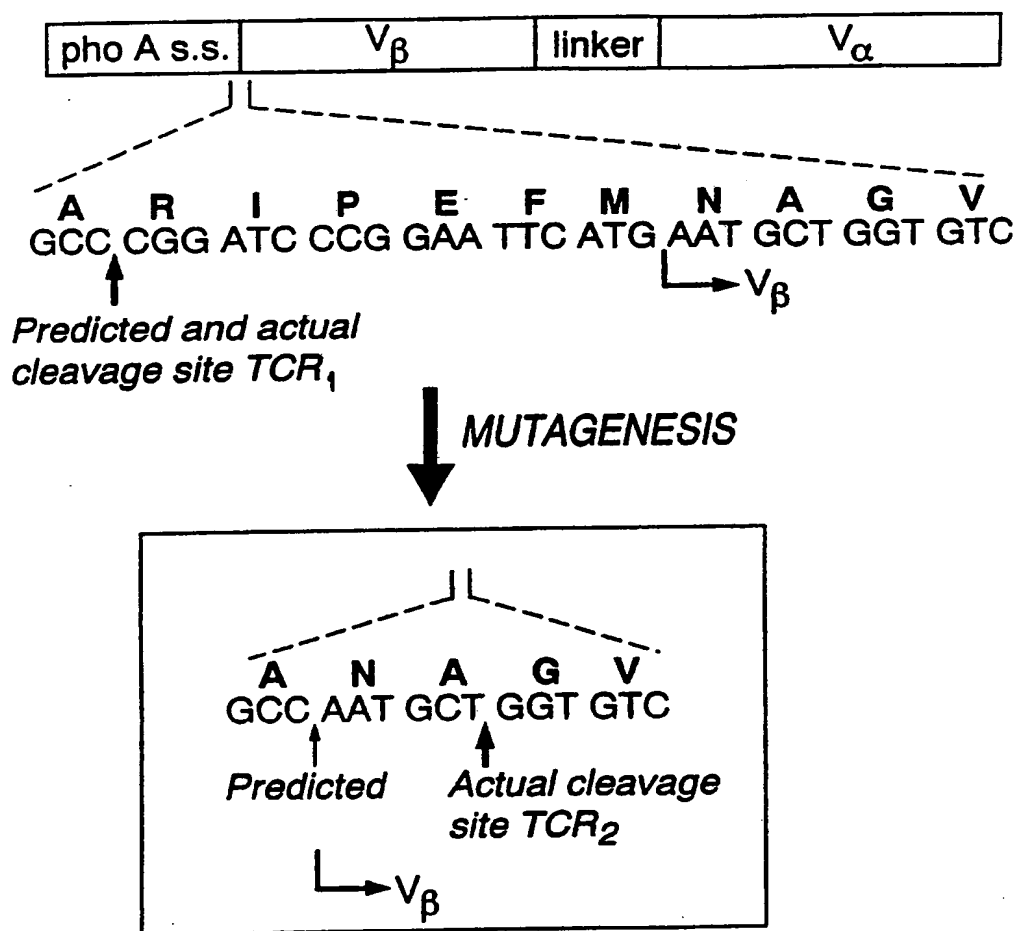 pho A s.s. Vβ linker Vα
A R I P E F M N A G V
GCC CGG ATC CCG GAA TTC ATG AAT GCT GGT GTC
Vβ
Predicted and actual
cleavage site TCR1
MUTAGENESIS
A N A G V
GCC AAT GCT GGT GTC
Predicted Actual cleavage
site TCR2
Vβ